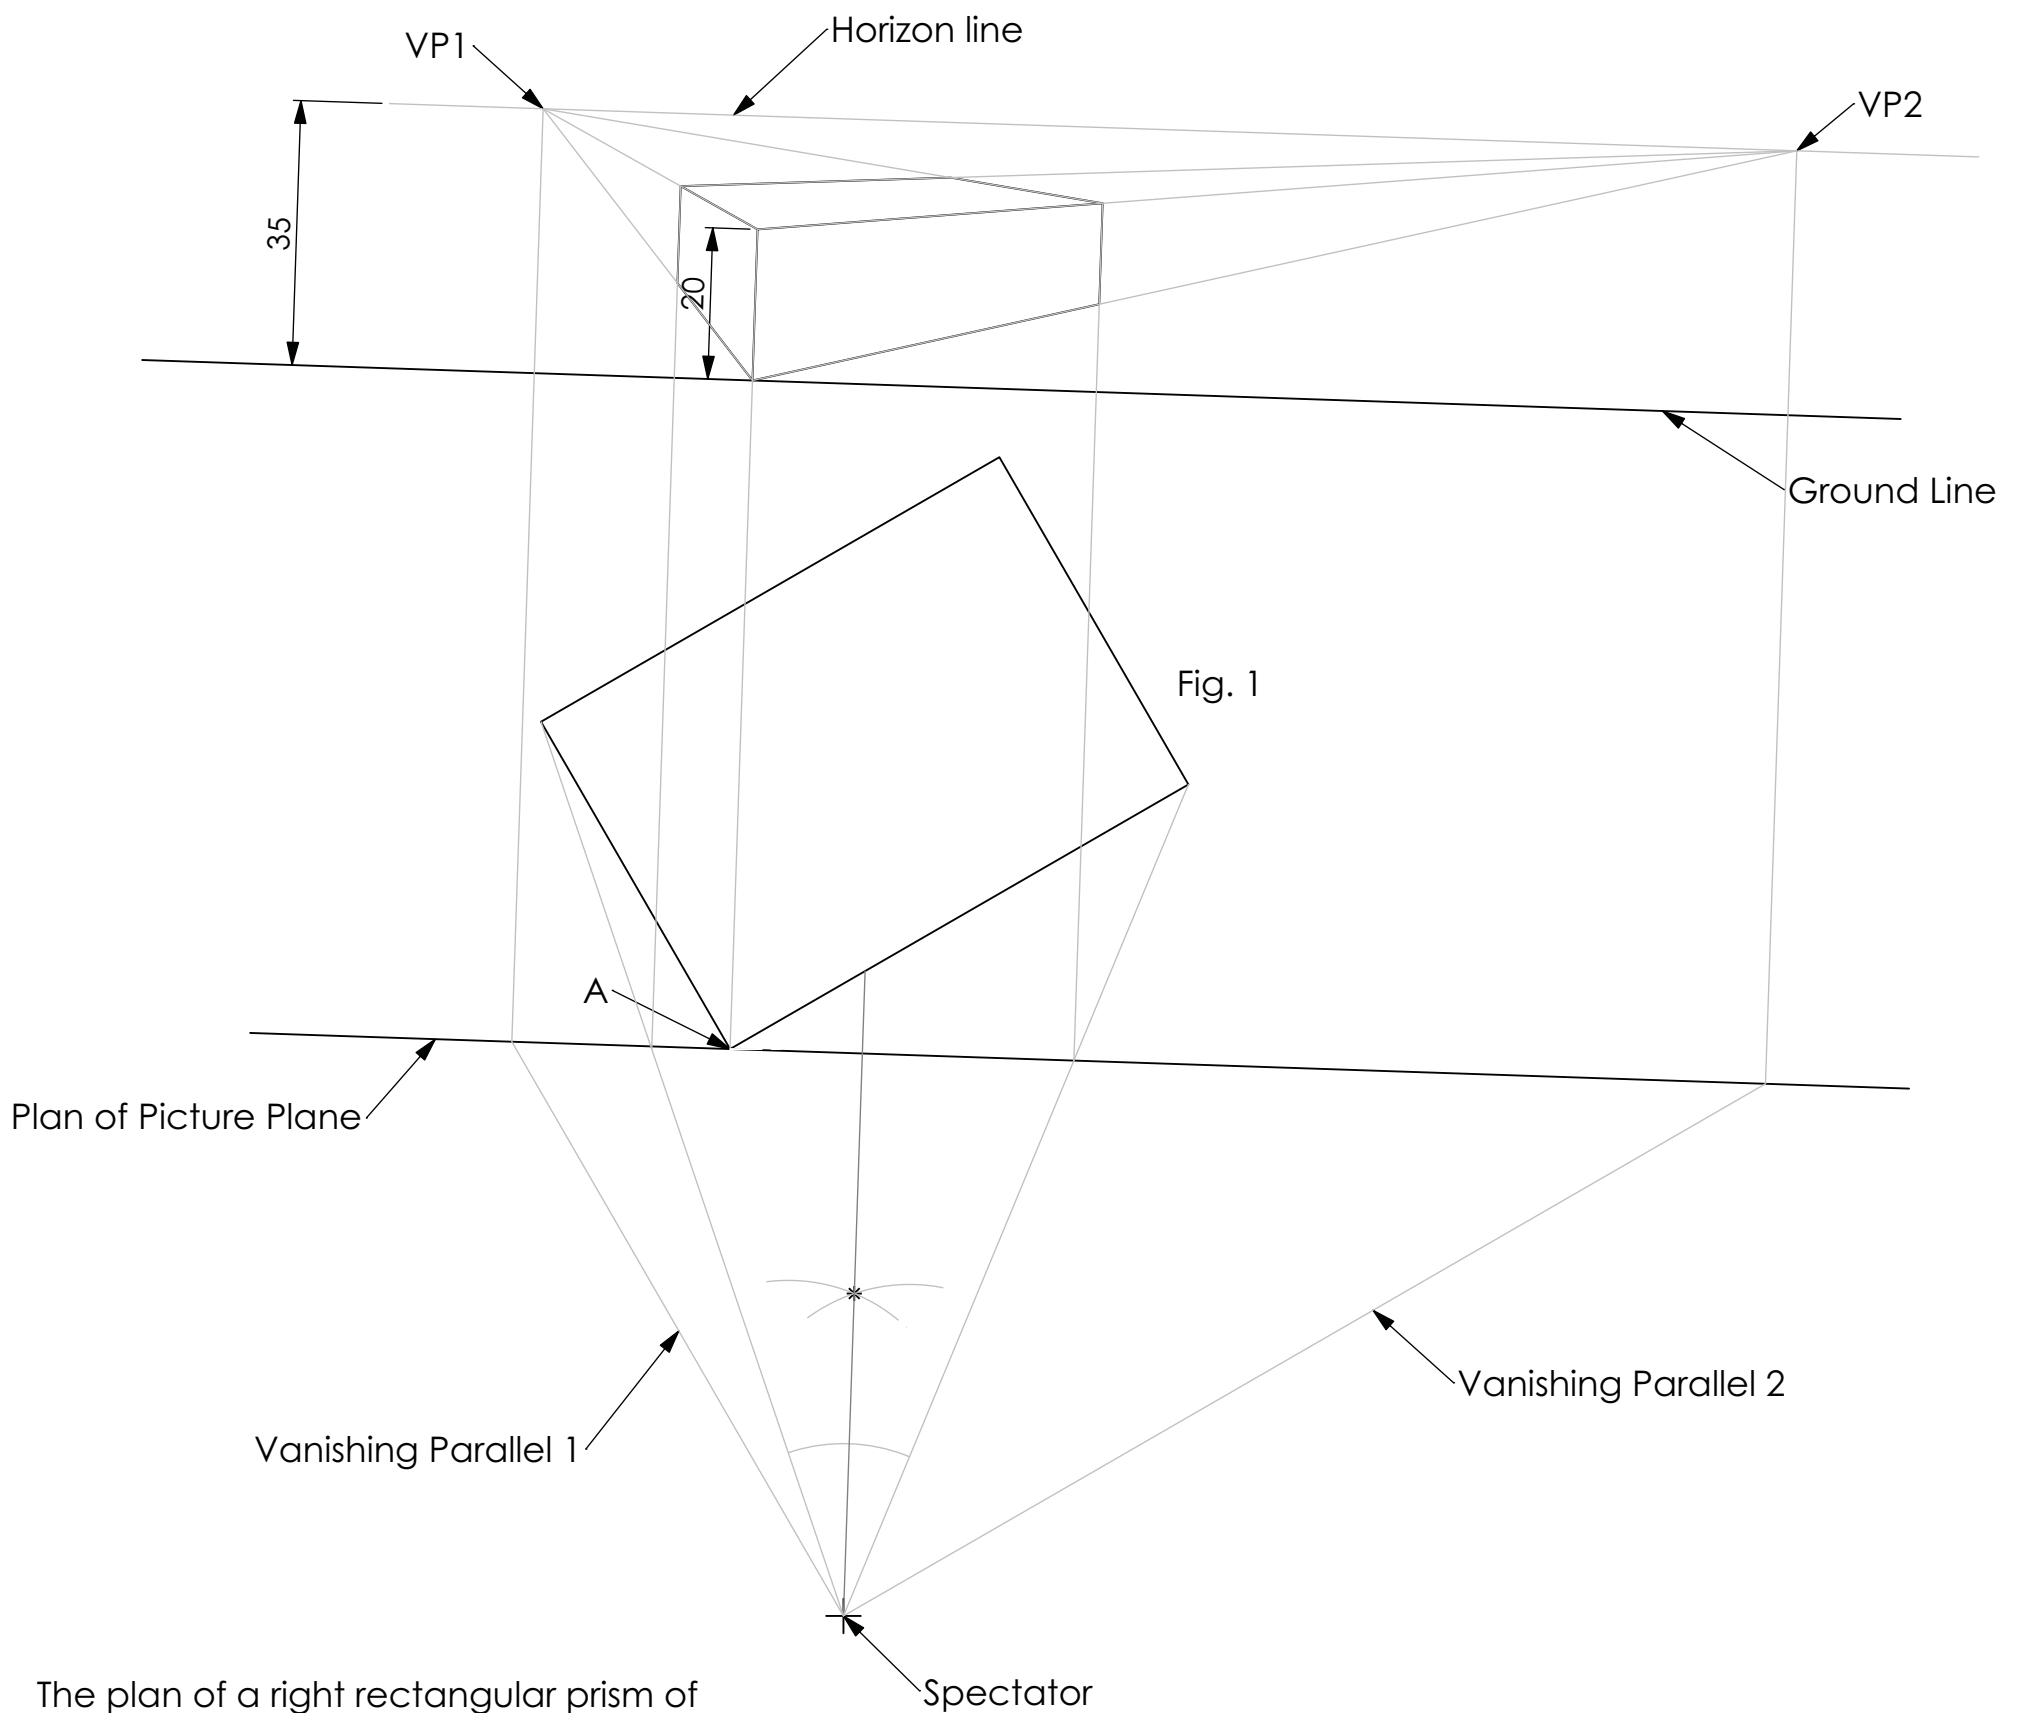 Horizon line
VP1
VP2
35
20
Ground Line
Fig. 1
A
Plan of Picture Plane
Vanishing Parallel 2
Vanishing Parallel 1
Spectator
The plan of a right rectangular prism of